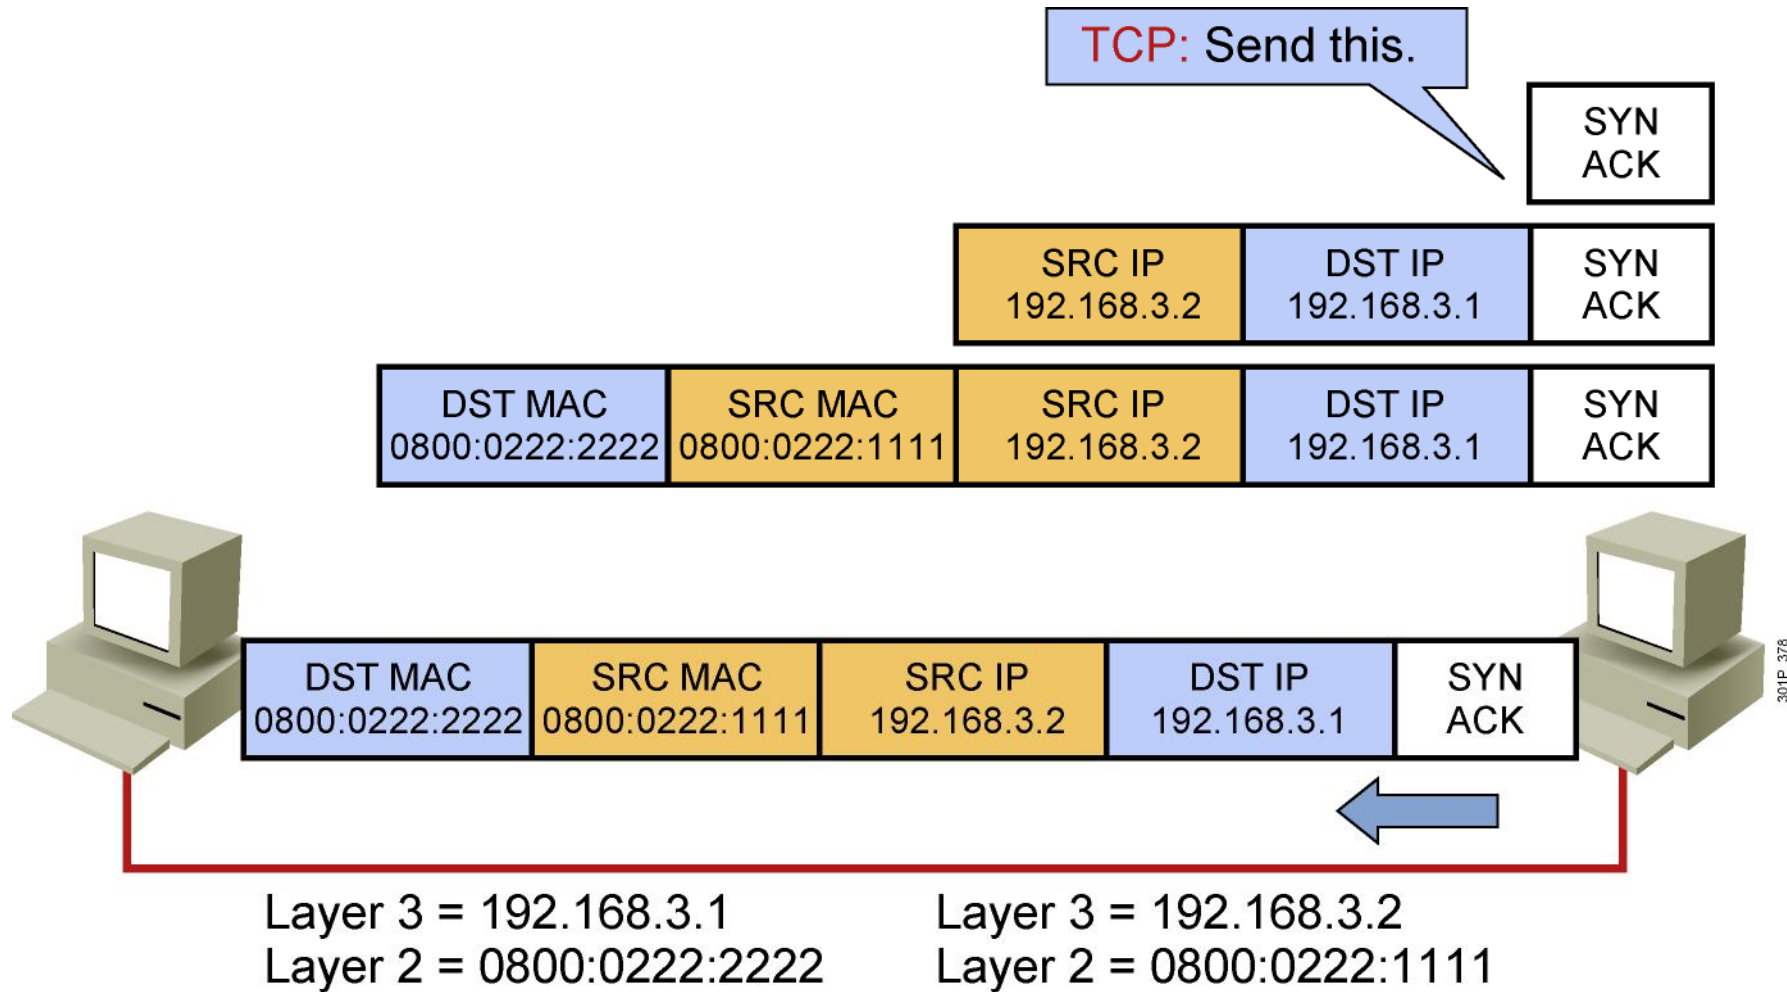 TCP: Send this.
SYN
ACK
SRC IP
192.168.3.2
DST IP
192.168.3.1
SYN
ACK
DST MAC
0800:0222:2222
SRC MAC
0800:0222:1111
SRC IP
192.168.3.2
DST IP
192.168.3.1
SYN
ACK
DST MAC
0800:0222:2222
SRC MAC
0800:0222:1111
SRC IP
192.168.3.2
DST IP
192.168.3.1
SYN
ACK
301P_378
Layer 3 = 192.168.3.1
Layer 2 = 0800:0222:2222
Layer 3 = 192.168.3.2
Layer 2 = 0800:0222:1111